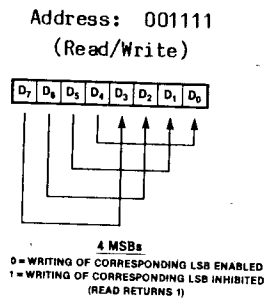 Address: 001111
(Read/Write)
D7 D6 D5 D4 D3 D2 D1 D0
4 MSBs
0 = WRITING OF CORRESPONDING LSB ENABLED
1 = WRITING OF CORRESPONDING LSB INHIBITED
(READ RETURNS 1)